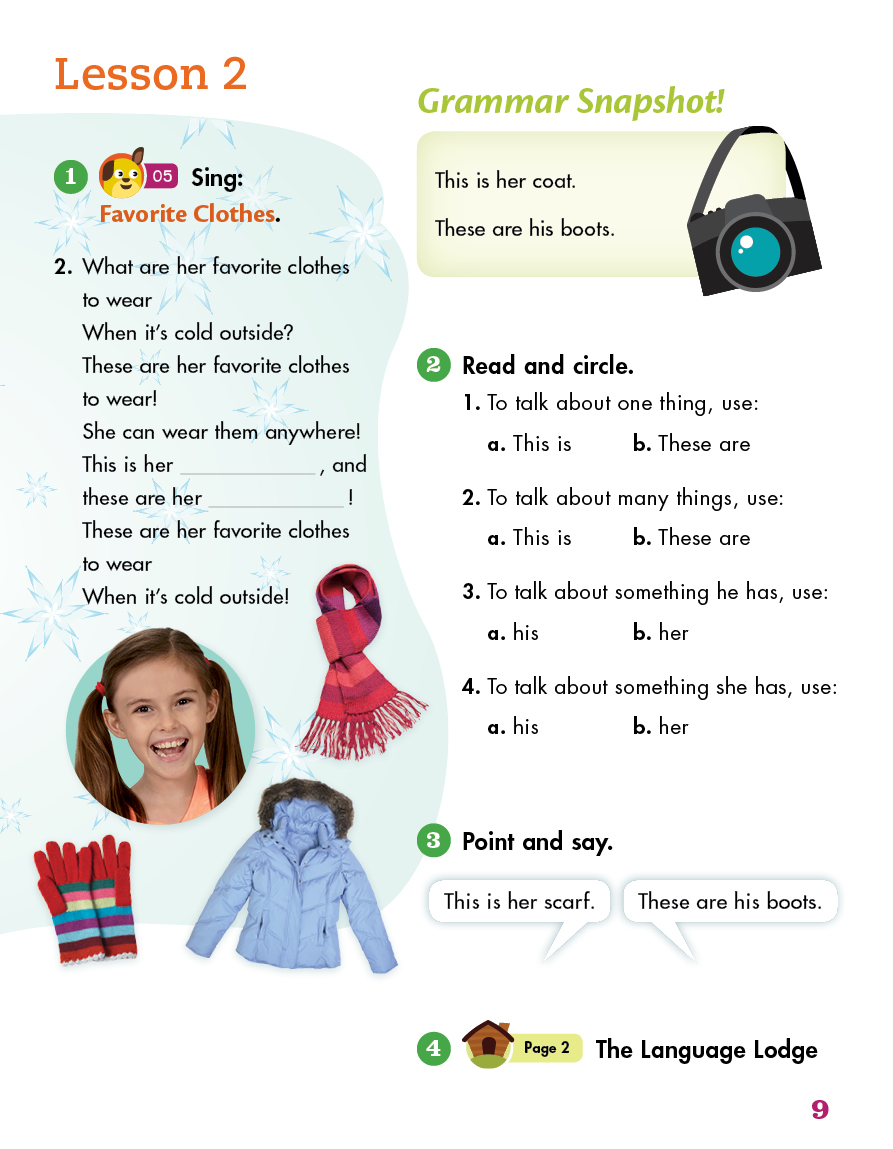 Lesson 2
1 05 Sing:
Favorite Clothes.
2. What are her favorite clothes
to wear
When it's cold outside?
These are her favorite clothes
to wear!
She can wear them anywhere!
This is her ____________ , and
these are her ____________ !
These are her favorite clothes
to wear
When it's cold outside!
Grammar Snapshot!
This is her coat.
These are his boots.
2 Read and circle.
1. To talk about one thing, use:
a. This is b. These are
2. To talk about many things, use:
a. This is b. These are
3. To talk about something he has, use:
a. his b. her
4. To talk about something she has, use:
a. his b. her
3 Point and say.
This is her scarf. These are his boots.
4 Page 2 The Language Lodge
9